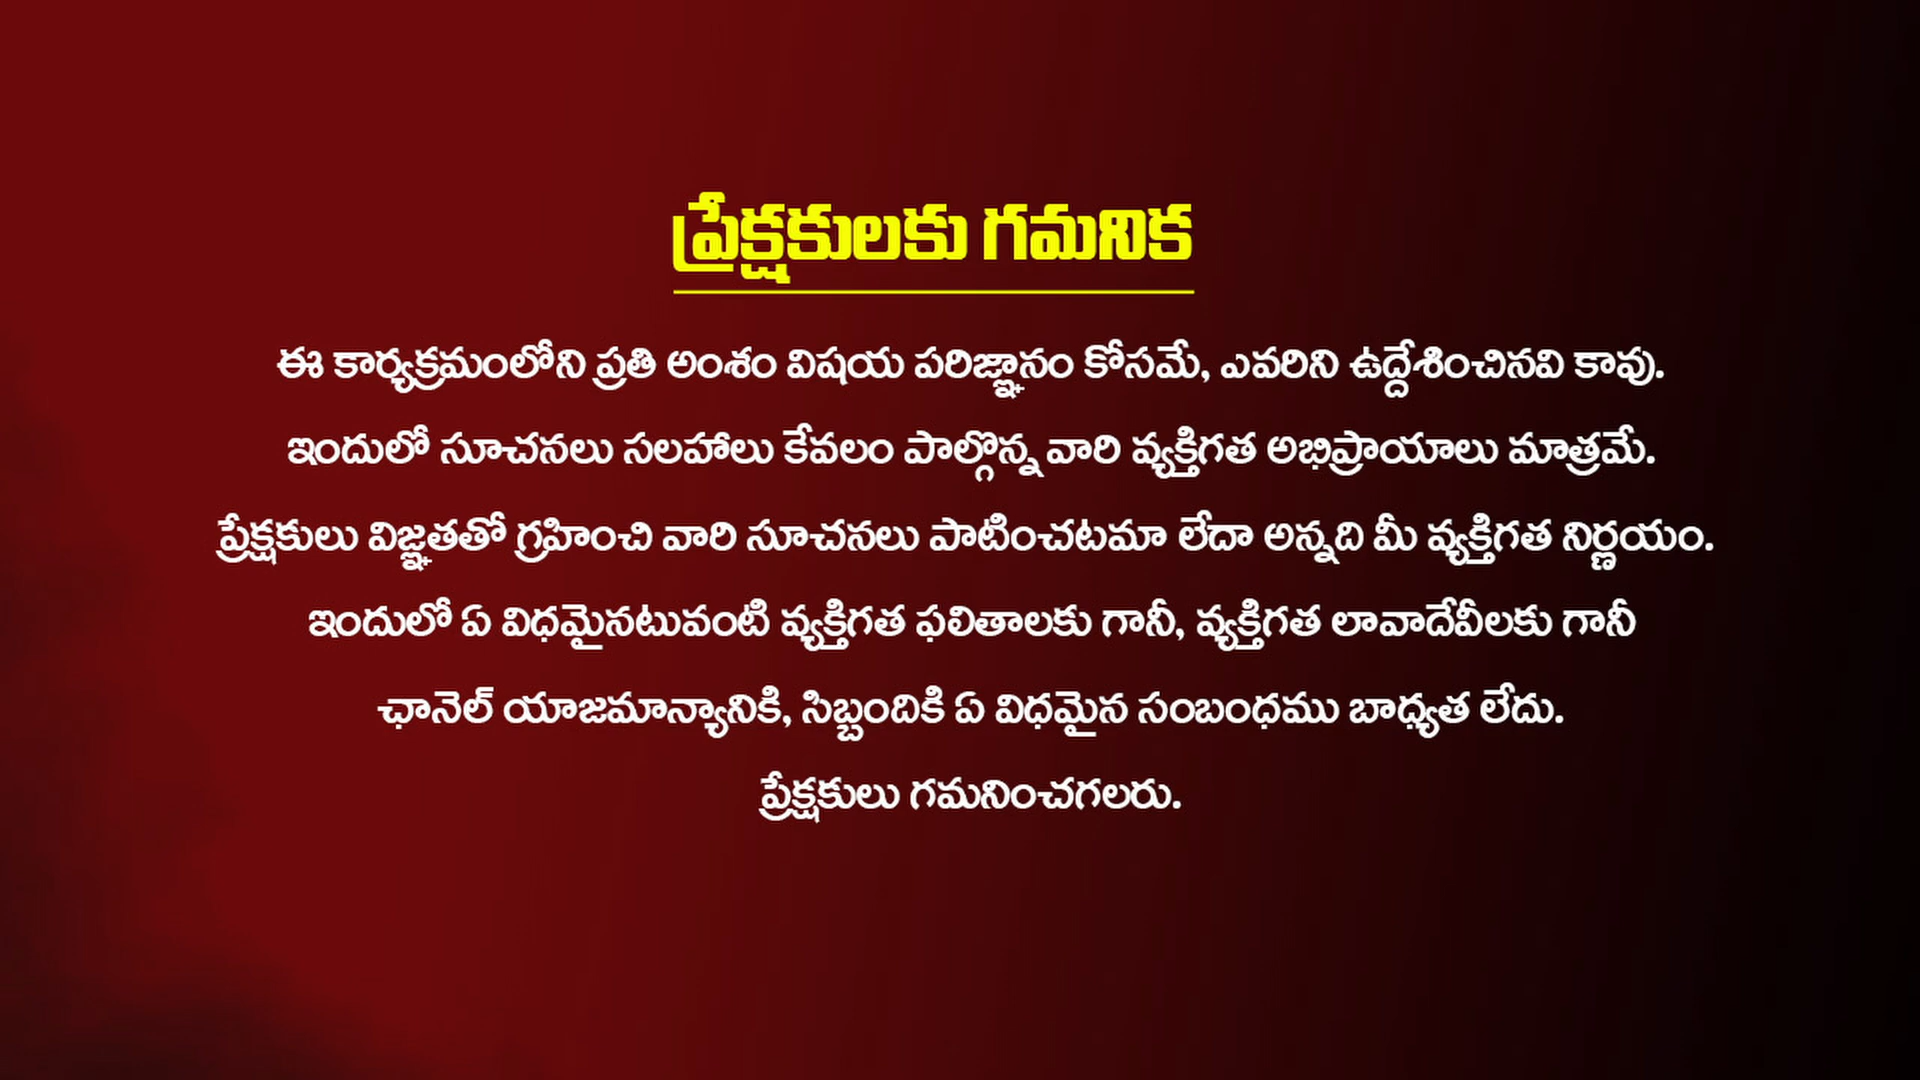 ప్రేక్షకులకు గమనిక
ఈ కార్యక్రమంలోని ప్రతి అంశం విషయ పరిజ్ఞానం కోసమే, ఎవరిని ఉద్దేశించినవి కావు.
ఇందులో సూచనలు సలహాలు కేవలం పాల్గొన్న వారి వ్యక్తిగత అభిప్రాయాలు మాత్రమే.
ప్రేక్షకులు విజ్ఞతతో గ్రహించి వారి సూచనలు పాటించటమా లేదా అన్నది మీ వ్యక్తిగత నిర్ణయం.
ఇందులో ఏ విధమైనటువంటి వ్యక్తిగత ఫలితాలకు గానీ, వ్యక్తిగత లావాదేవీలకు గానీ
ఛానెల్ యాజమాన్యానికి, సిబ్బందికి ఏ విధమైన సంబంధము బాధ్యత లేదు.
ప్రేక్షకులు గమనించగలరు.